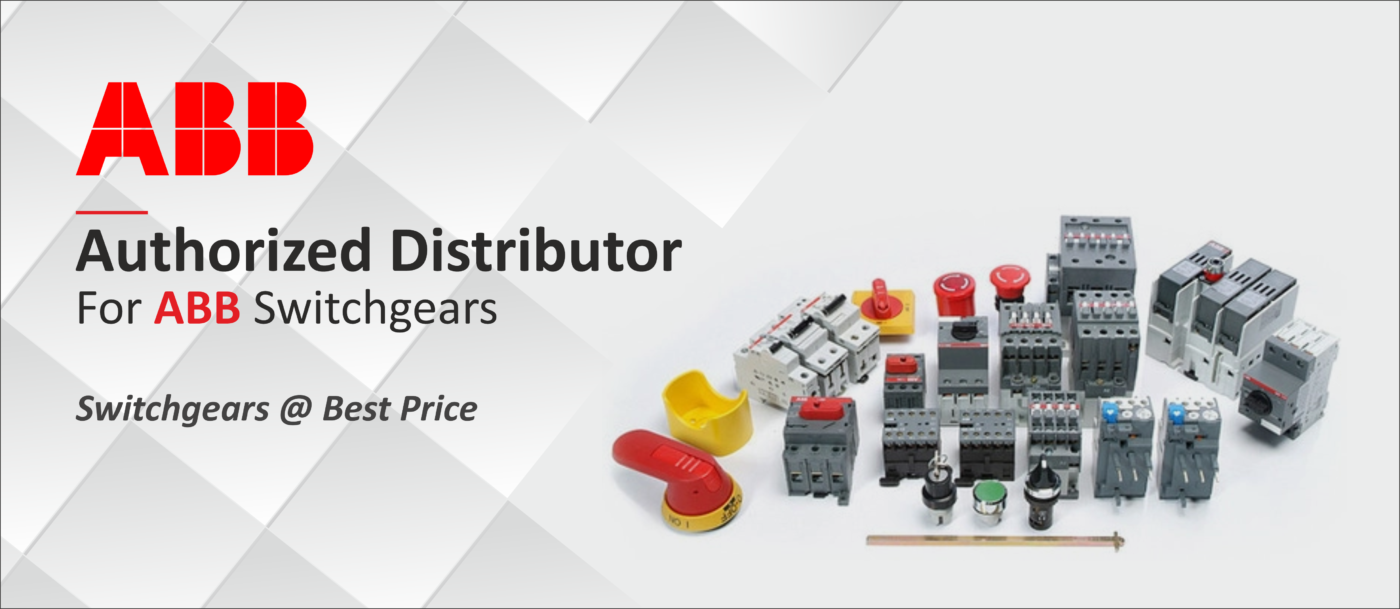 ABB
Authorized Distributor
For ABB Switchgears
Switchgears @ Best Price